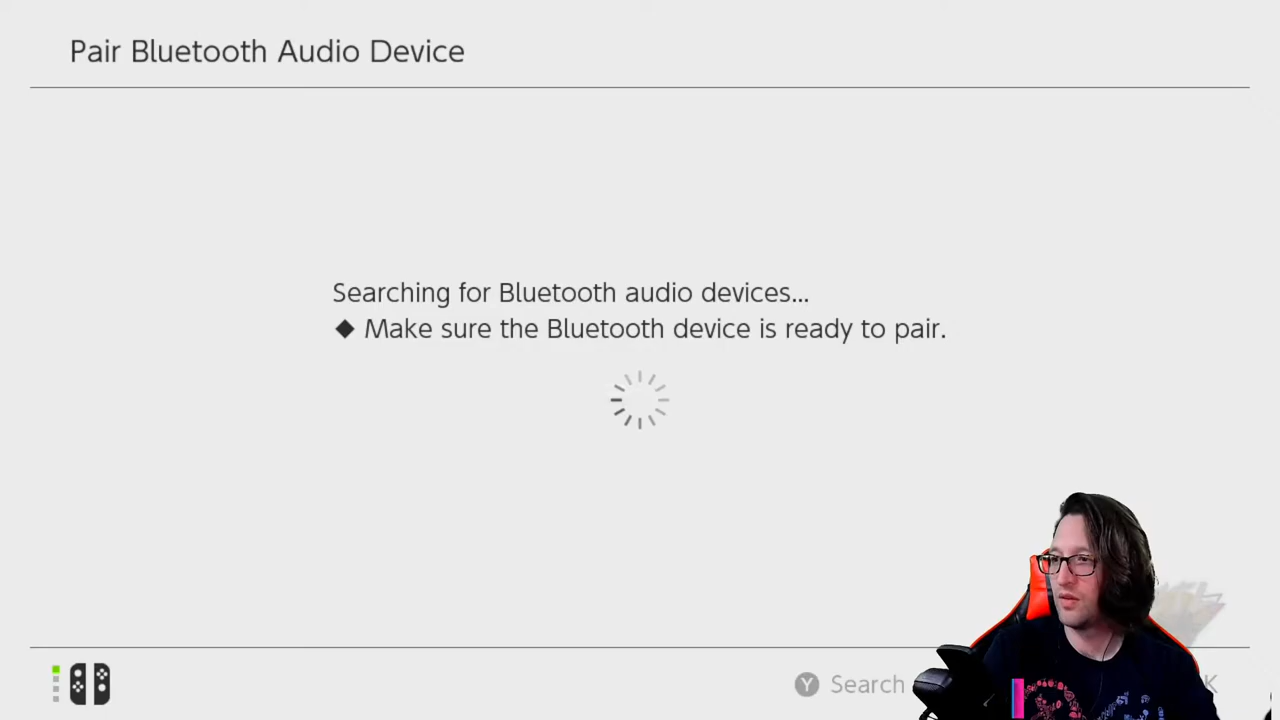 Pair Bluetooth Audio Device
Searching for Bluetooth audio devices...
◆ Make sure the Bluetooth device is ready to pair.
Y Search